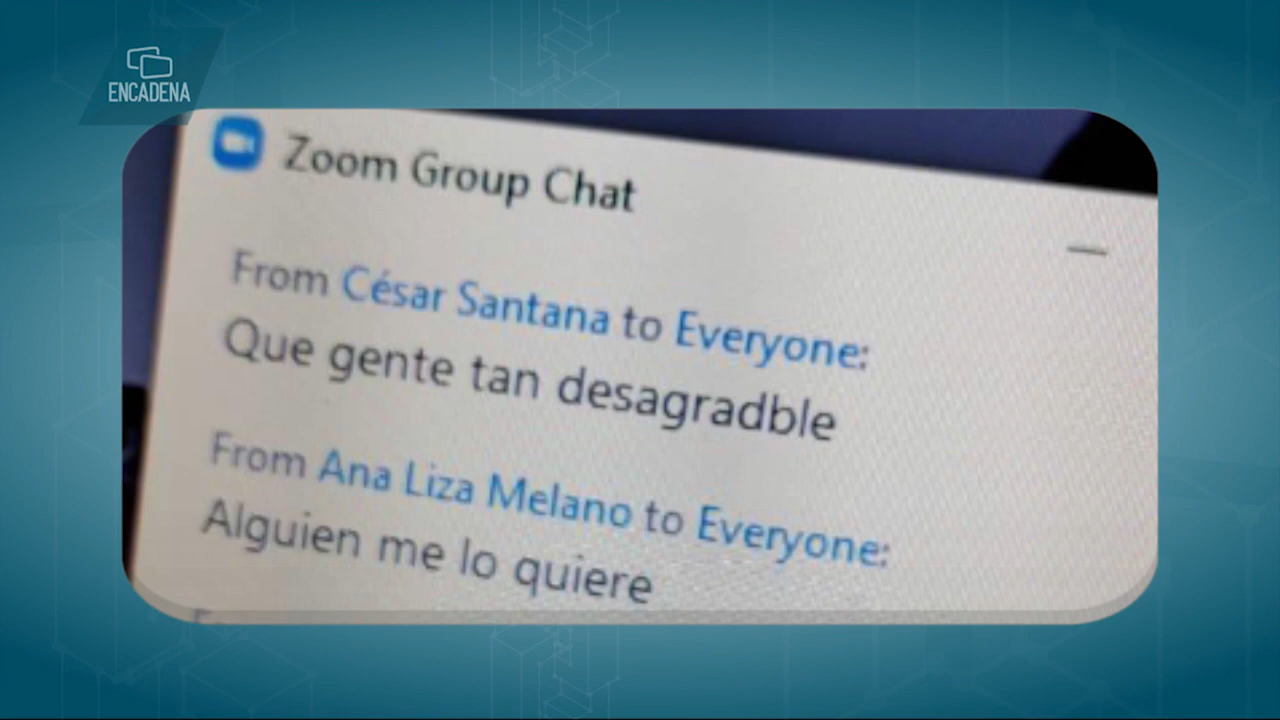 ENCADENA
Zoom Group Chat
From César Santana to Everyone:
Que gente tan desagradble
From Ana Liza Melano to Everyone:
Alguien me lo quiere